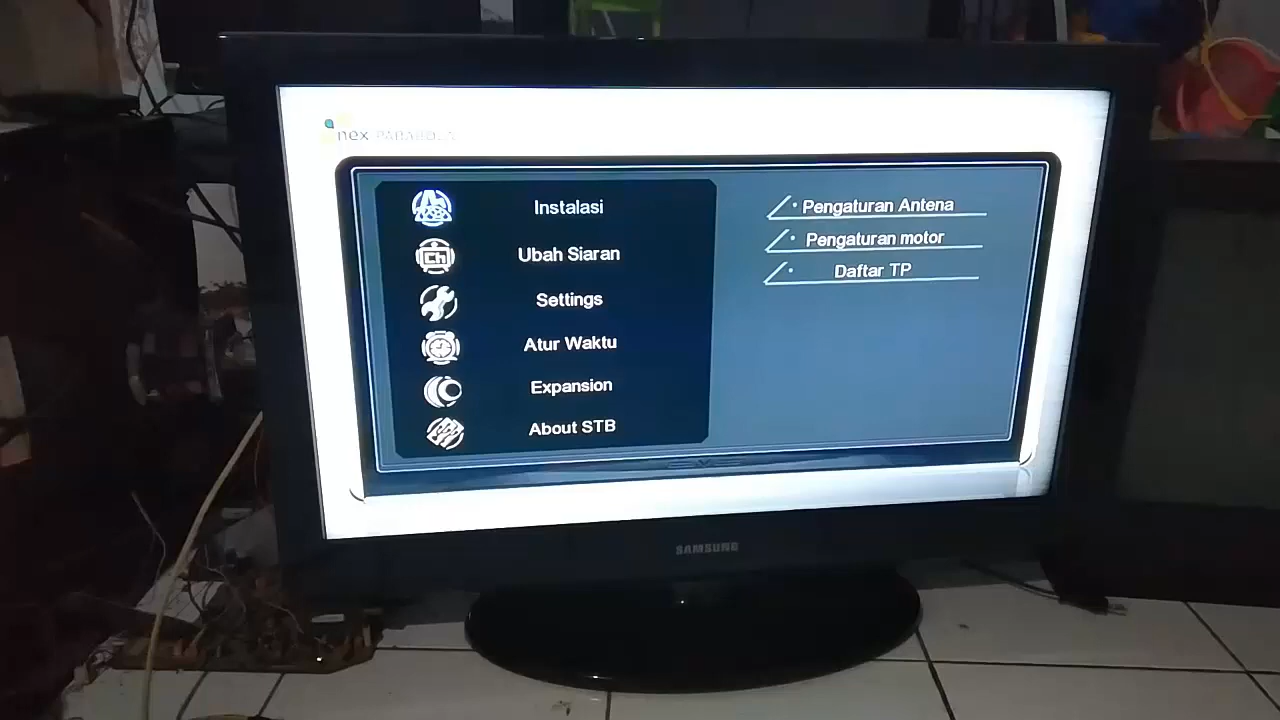 nex PARABOLA
Instalasi
Ubah Siaran
Settings
Atur Waktu
Expansion
About STB
Pengaturan Antena
Pengaturan motor
Daftar TP
SAMSUNG